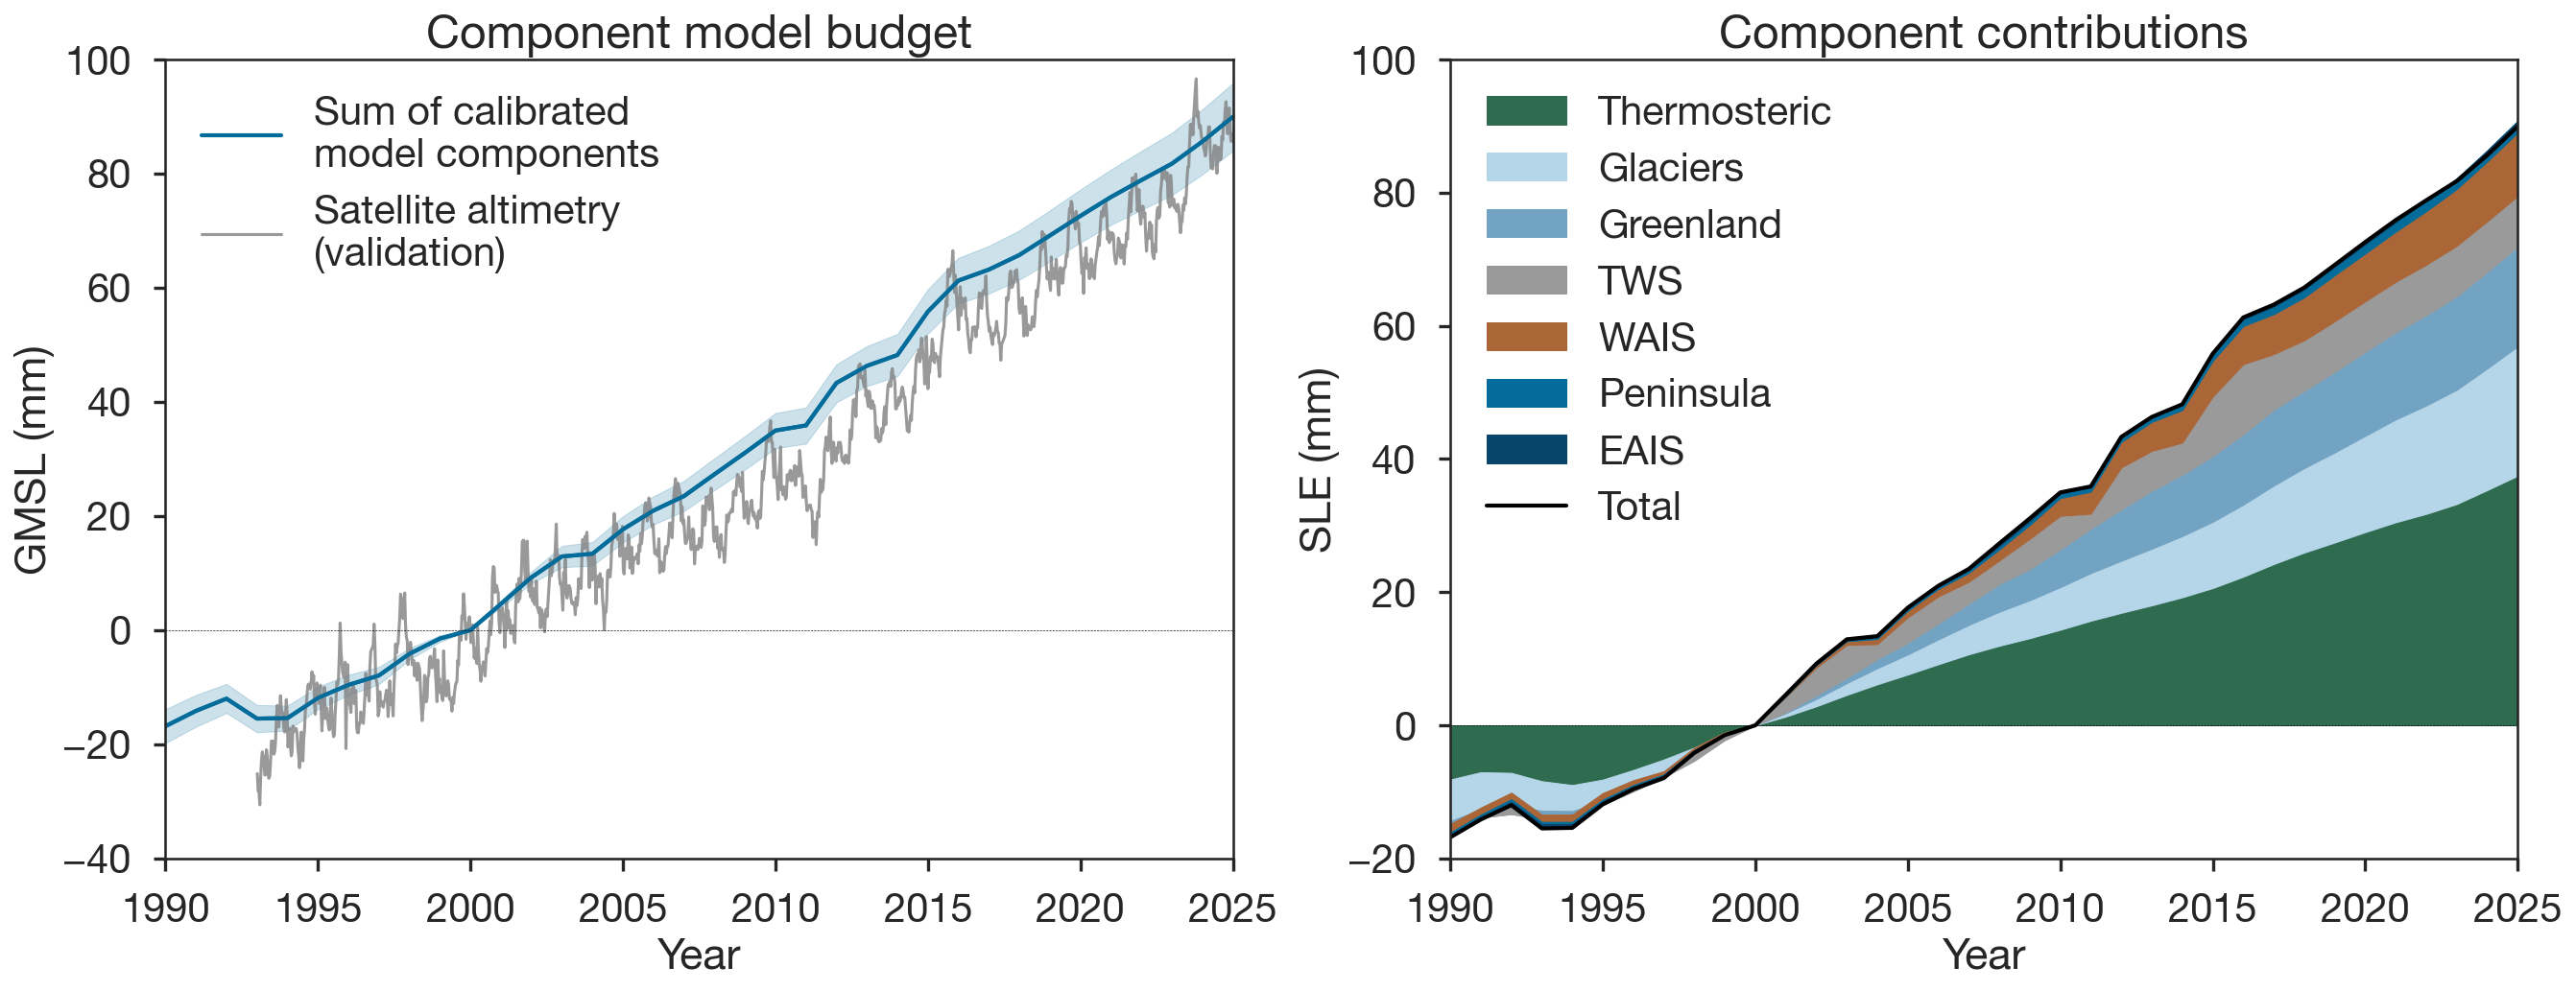 Component model budget
100
80
60
40
20
0
−20
−40
GMSL (mm)
Sum of calibrated
model components
Satellite altimetry
(validation)
1990 1995 2000 2005 2010 2015 2020 2025
Year
Component contributions
100
80
60
40
20
0
−20
SLE (mm)
Thermosteric
Glaciers
Greenland
TWS
WAIS
Peninsula
EAIS
Total
1990 1995 2000 2005 2010 2015 2020 2025
Year